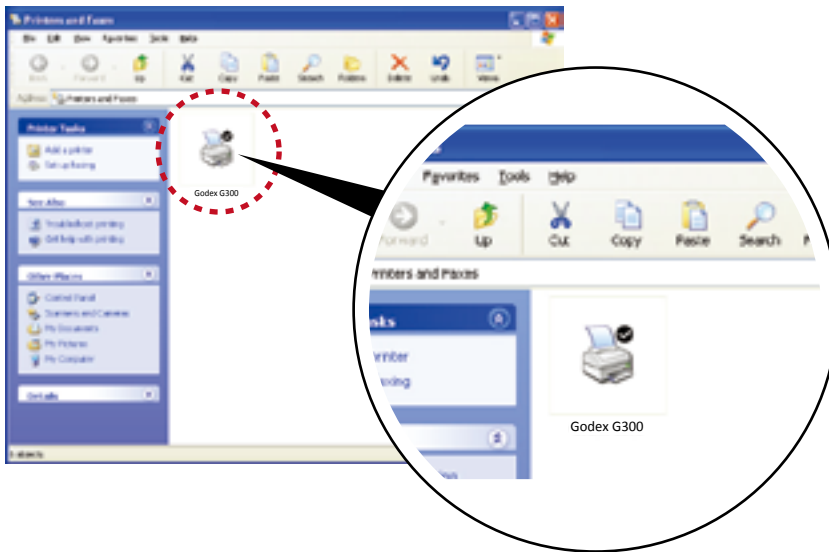 Printers and Faxes
File Edit View Favorites Tools Help
Back Forward Up Cut Copy Paste Search Folders Delete Undo Views
Address Printers and Faxes
Printer Tasks
Add a printer
Set up faxing
See Also
Troubleshoot printing
Get help with printing
Other Places
Control Panel
Scanners and Cameras
My Documents
My Pictures
My Computer
Details
Godex G300
Favorites Tools Help
Forward Up Cut Copy Paste Search
Printers and Faxes
sks
rinter
axing
Godex G300